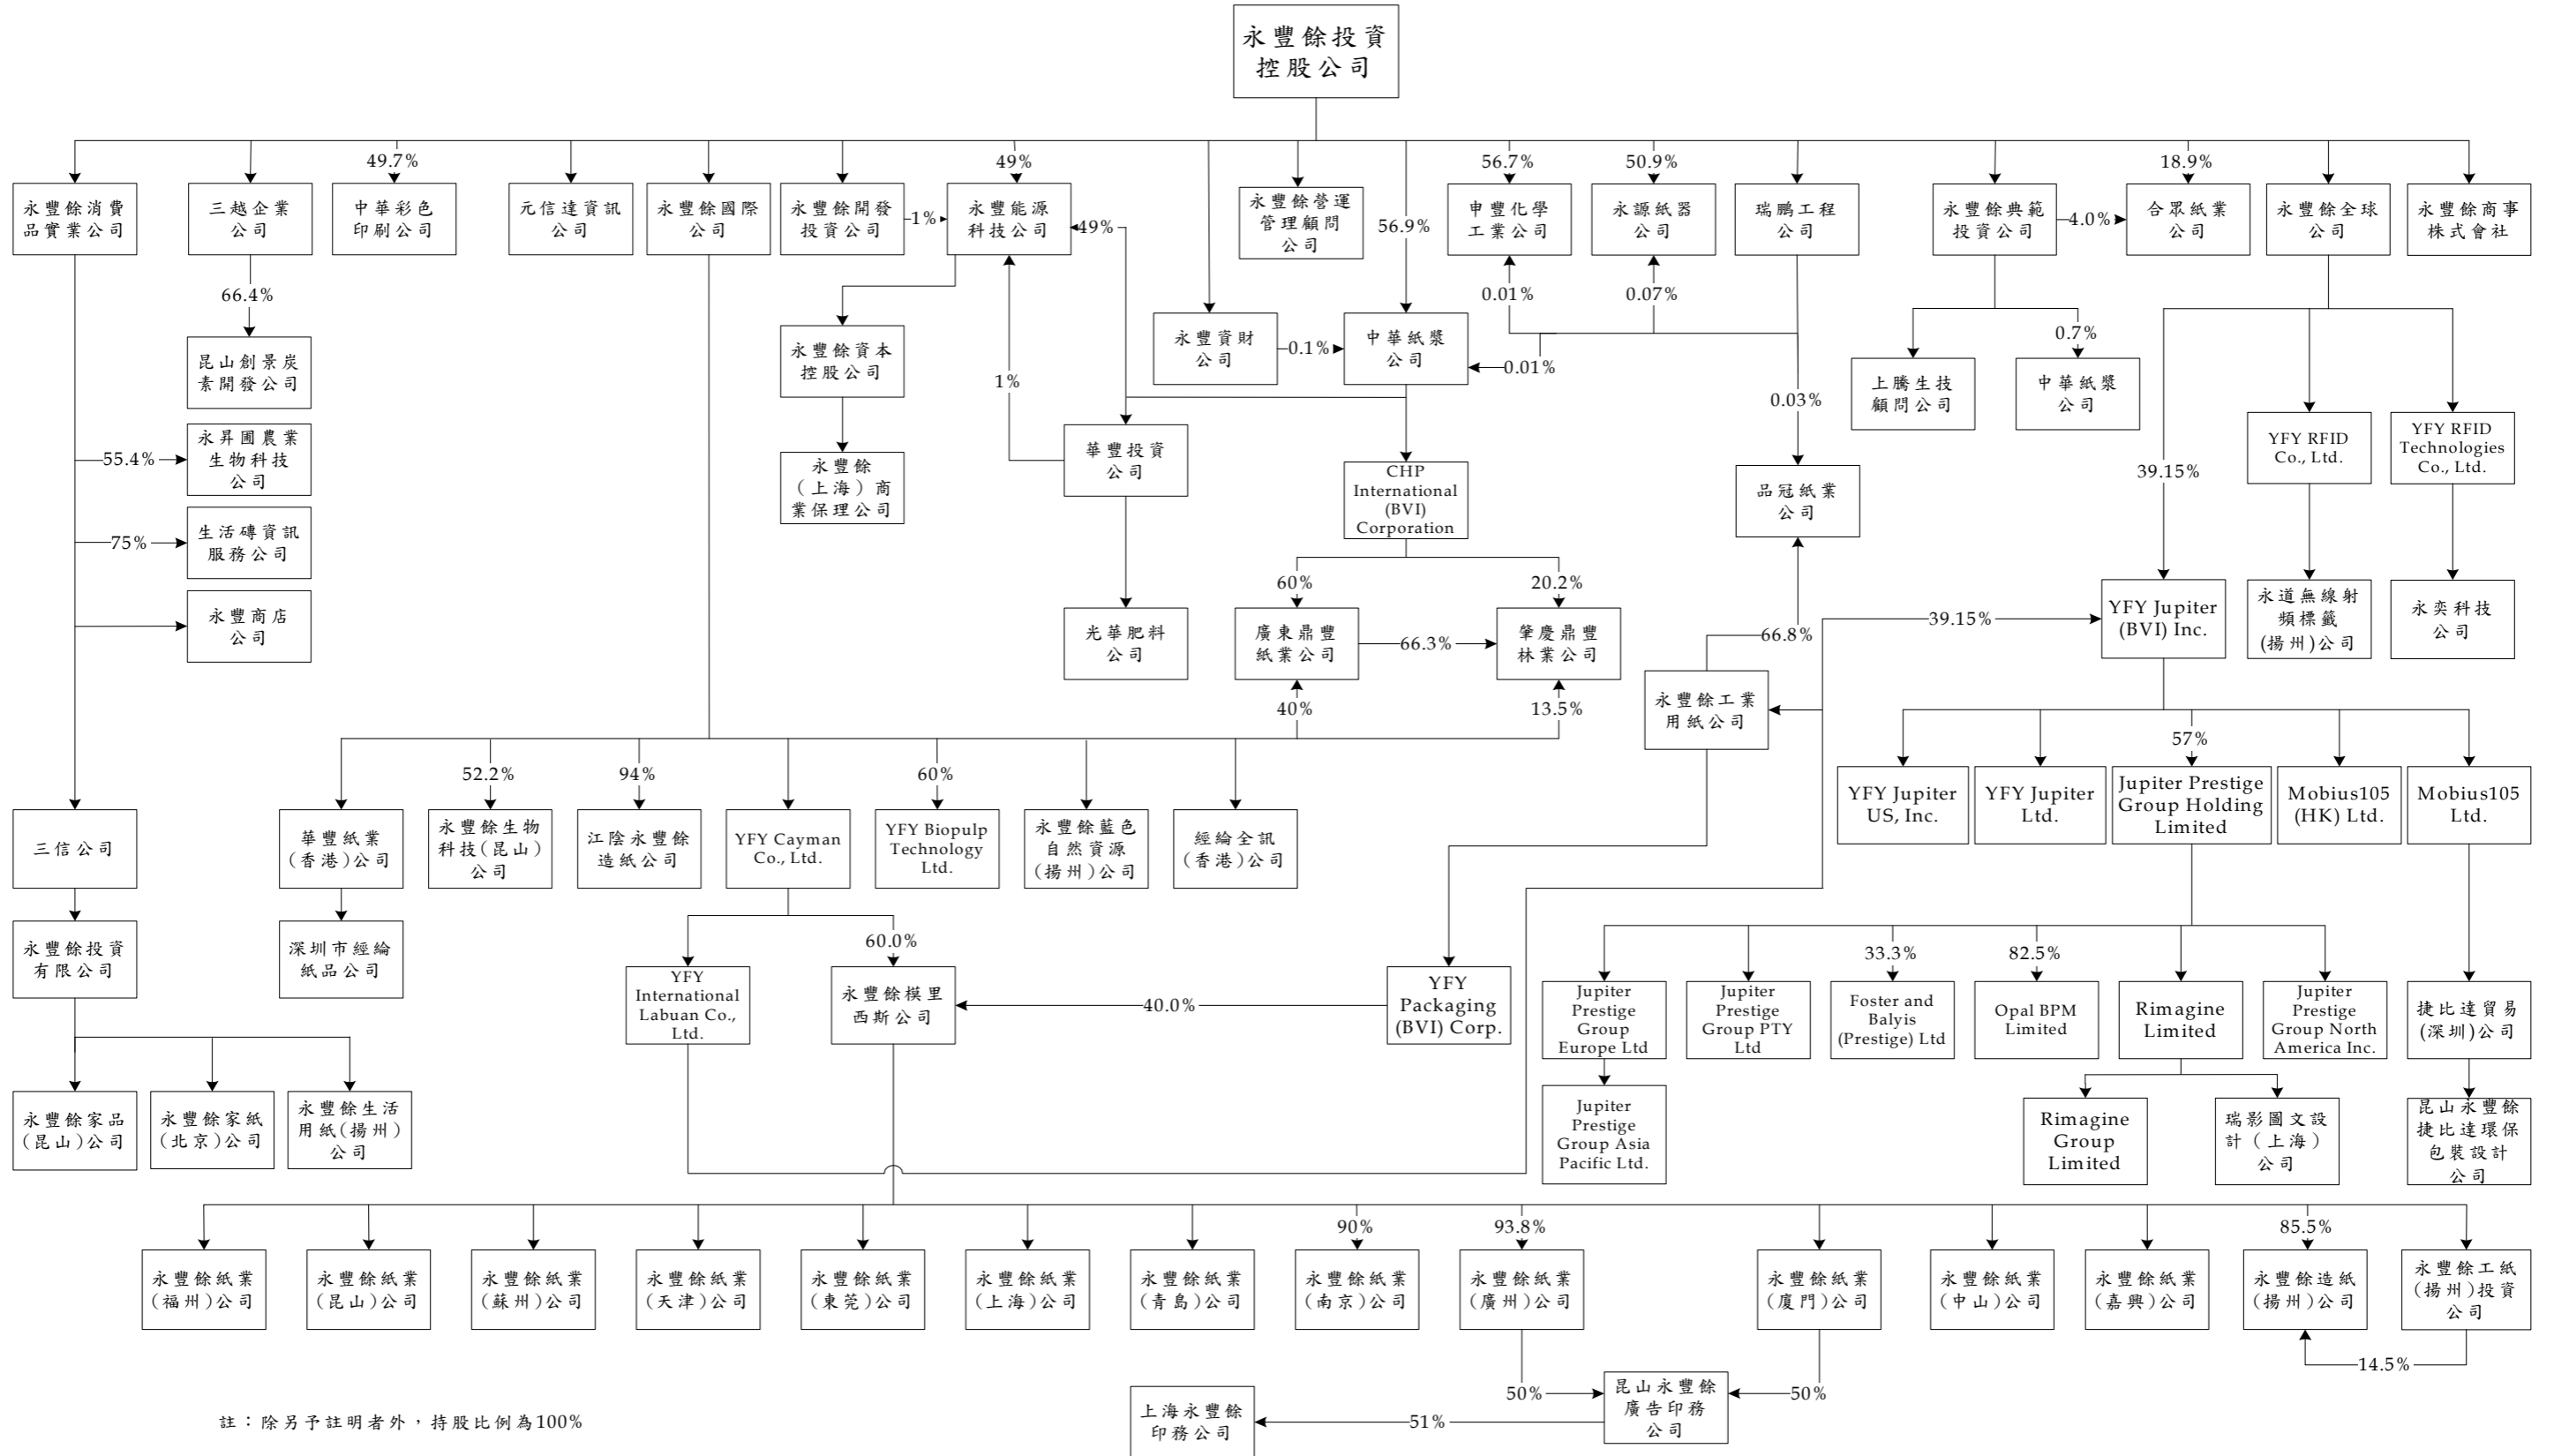 永豐餘投資
控股公司
49.7%
49%
56.7%
50.9%
18.9%
永豐餘消費
品實業公司
三越企業
公司
中華彩色
印刷公司
元信達資訊
公司
永豐餘國際
公司
永豐餘開發
投資公司
1%
永豐能源
科技公司
49%
永豐餘營運
管理顧問
公司
56.9%
申豐化學
工業公司
永源紙器
公司
瑞鵬工程
公司
永豐餘典範
投資公司
4.0%
合眾紙業
公司
永豐餘全球
公司
永豐餘商事
株式會社
66.4%
0.01%
0.07%
昆山創景炭
素開發公司
永豐餘資本
控股公司
1%
永豐資財
公司
0.1%
中華紙漿
公司
0.01%
0.03%
0.7%
上騰生技
顧問公司
中華紙漿
公司
39.15%
55.4%
永昇圃農業
生物科技
公司
永豐餘
（上海）商
業保理公司
華豐投資
公司
CHP
International
(BVI)
Corporation
品冠紙業
公司
YFY RFID
Co., Ltd.
YFY RFID
Technologies
Co., Ltd.
75%
生活磚資訊
服務公司
永豐商店
公司
60%
20.2%
光華肥料
公司
廣東鼎豐
紙業公司
66.3%
肇慶鼎豐
林業公司
40%
13.5%
66.8%
39.15%
YFY Jupiter
(BVI) Inc.
永道無線射
頻標籤
(揚州)公司
永奕科技
公司
永豐餘工業
用紙公司
52.2%
94%
60%
57%
三信公司
華豐紙業
(香港)公司
永豐餘生物
科技(昆山)
公司
江陰永豐餘
造紙公司
YFY Cayman
Co., Ltd.
YFY Biopulp
Technology
Ltd.
永豐餘藍色
自然資源
(揚州)公司
經綸全訊
(香港)公司
YFY Jupiter
US, Inc.
YFY Jupiter
Ltd.
Jupiter Prestige
Group Holding
Limited
Mobius105
(HK) Ltd.
Mobius105
Ltd.
永豐餘投資
有限公司
深圳市經綸
紙品公司
60.0%
33.3%
82.5%
YFY
International
Labuan Co.,
Ltd.
永豐餘模里
西斯公司
40.0%
YFY
Packaging
(BVI) Corp.
Jupiter
Prestige
Group
Europe Ltd
Jupiter
Prestige
Group PTY
Ltd
Foster and
Balyis
(Prestige) Ltd
Opal BPM
Limited
Rimagine
Limited
Jupiter
Prestige
Group North
America Inc.
捷比達貿易
(深圳)公司
永豐餘家品
(昆山)公司
永豐餘家紙
(北京)公司
永豐餘生活
用紙(揚州)
公司
Jupiter
Prestige
Group Asia
Pacific Ltd.
Rimagine
Group
Limited
瑞影圖文設
計（上海）
公司
昆山永豐餘
捷比達環保
包裝設計
公司
90%
93.8%
85.5%
永豐餘紙業
(福州)公司
永豐餘紙業
(昆山)公司
永豐餘紙業
(蘇州)公司
永豐餘紙業
(天津)公司
永豐餘紙業
(東莞)公司
永豐餘紙業
(上海)公司
永豐餘紙業
(青島)公司
永豐餘紙業
(南京)公司
永豐餘紙業
(廣州)公司
永豐餘紙業
(廈門)公司
永豐餘紙業
(中山)公司
永豐餘紙業
(嘉興)公司
永豐餘造紙
(揚州)公司
永豐餘工紙
(揚州)投資
公司
14.5%
50%
昆山永豐餘
廣告印務
公司
50%
51%
上海永豐餘
印務公司
註：除另予註明者外，持股比例為100%